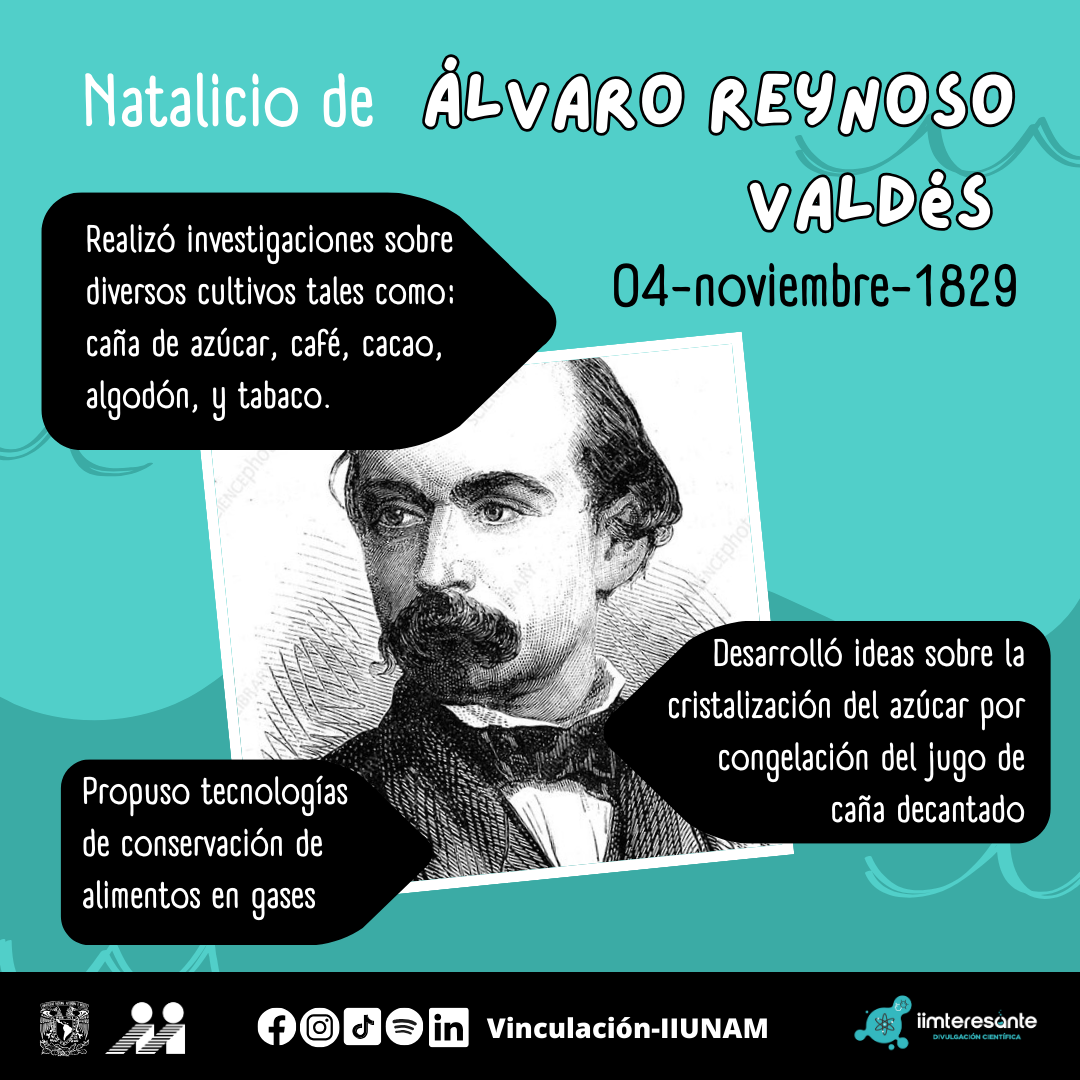 Natalicio de ÁLVARO REYNOSO
VALDéS
04-noviembre-1829
Realizó investigaciones sobre
diversos cultivos tales como:
caña de azúcar, café, cacao,
algodón, y tabaco.
Desarrolló ideas sobre la
cristalización del azúcar por
congelación del jugo de
caña decantado
Propuso tecnologías
de conservación de
alimentos en gases
Vinculación-IIUNAM
iimteresante
DIVULGACIÓN CIENTÍFICA